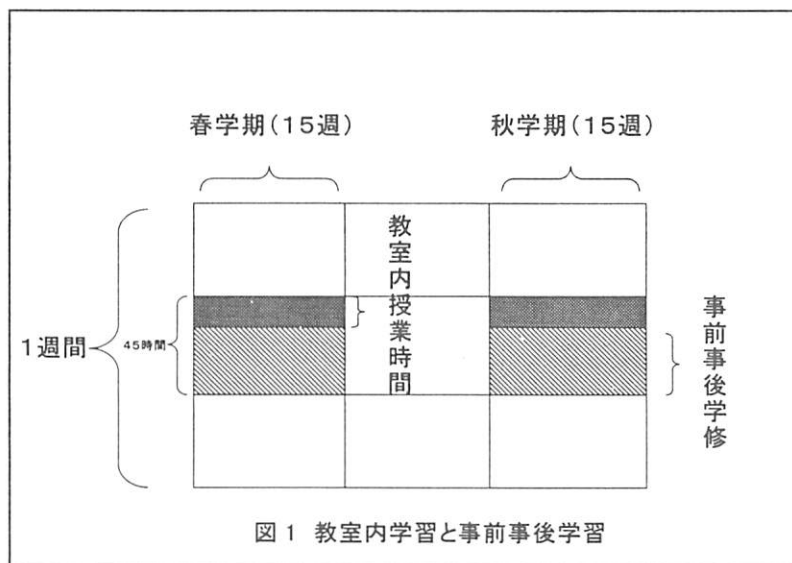 春学期(15週)
秋学期(15週)
1週間
45時間
教室内授業時間
事前事後学修
図1 教室内学習と事前事後学習